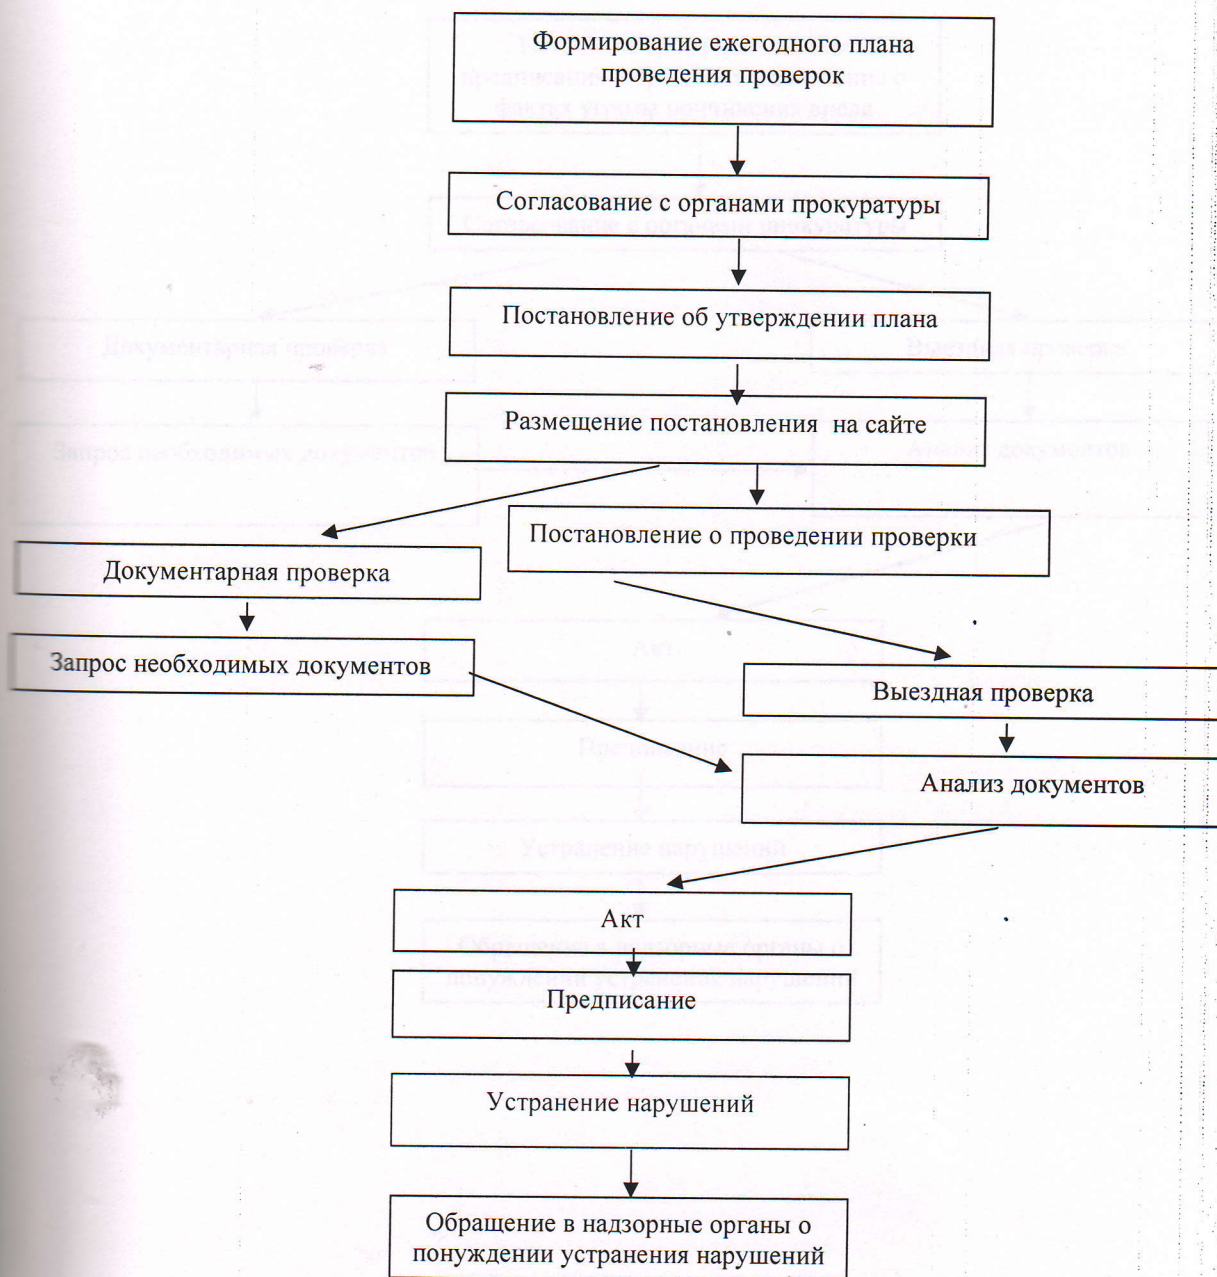 Формирование ежегодного плана
проведения проверок
Согласование с органами прокуратуры
Постановление об утверждении плана
Размещение постановления на сайте
Постановление о проведении проверки
Документарная проверка
Запрос необходимых документов
Выездная проверка
Анализ документов
Акт
Предписание
Устранение нарушений
Обращение в надзорные органы о
понуждении устранения нарушений